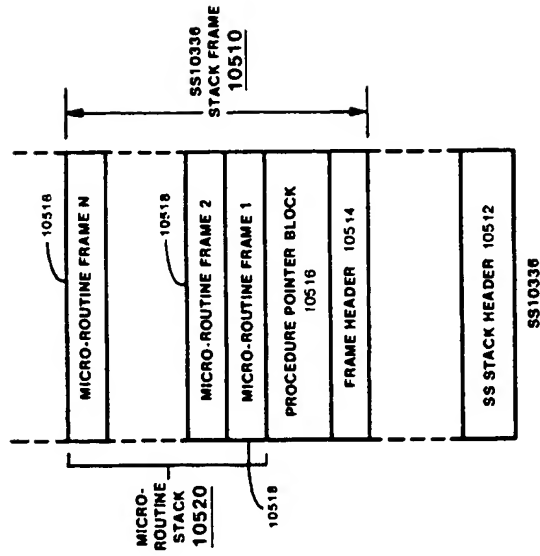 SS10336
STACK FRAME
10510
10518
MICRO-ROUTINE FRAME N
10518
MICRO-ROUTINE FRAME 2
MICRO-ROUTINE FRAME 1
PROCEDURE POINTER BLOCK
10516
FRAME HEADER 10514
SS STACK HEADER 10512
MICRO-
ROUTINE
STACK
10520
10518
SS10336